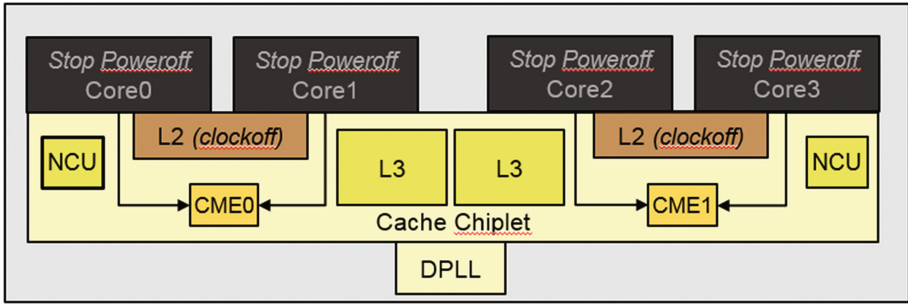 Stop Poweroff
Core0
Stop Poweroff
Core1
Stop Poweroff
Core2
Stop Poweroff
Core3
L2 (clockoff)
L2 (clockoff)
NCU
L3
L3
NCU
CME0
CME1
Cache Chiplet
DPLL